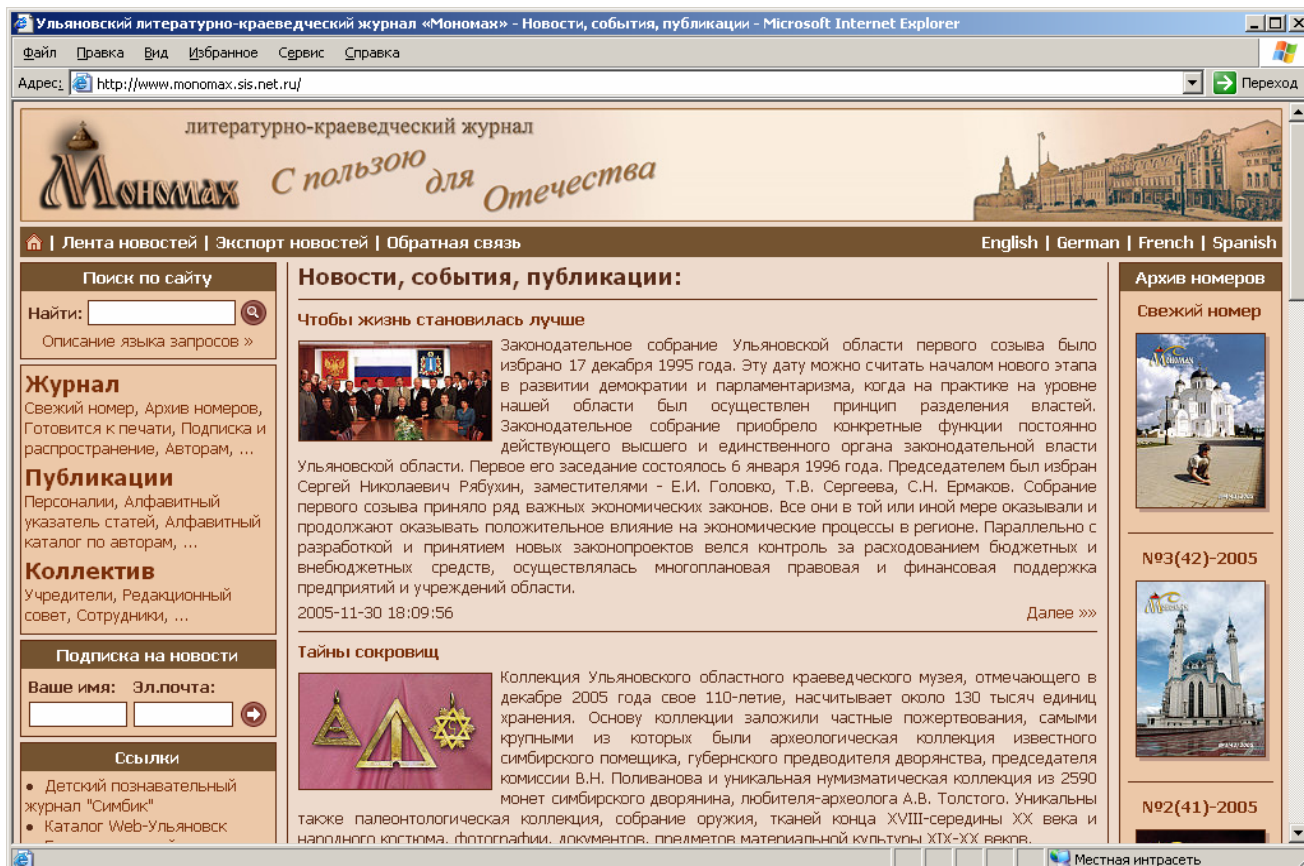 Ульяновский литературно-краеведческий журнал «Мономах» - Новости, события, публикации - Microsoft Internet Explorer
Файл Правка Вид Избранное Сервис Справка
Адрес: http://www.monomax.sis.net.ru/ Переход
литературно-краеведческий журнал
Мономах
С пользою для Отечества
| Лента новостей | Экспорт новостей | Обратная связь
English | German | French | Spanish
Поиск по сайту
Найти:
Описание языка запросов »
Журнал
Свежий номер, Архив номеров,
Готовится к печати, Подписка и
распространение, Авторам, ...
Публикации
Персоналии, Алфавитный
указатель статей, Алфавитный
каталог по авторам, ...
Коллектив
Учредители, Редакционный
совет, Сотрудники, ...
Подписка на новости
Ваше имя: Эл.почта:
Ссылки
• Детский познавательный
журнал "Симбик"
• Каталог Web-Ульяновск
Новости, события, публикации:
Чтобы жизнь становилась лучше
Законодательное собрание Ульяновской области первого созыва было
избрано 17 декабря 1995 года. Эту дату можно считать началом нового этапа
в развитии демократии и парламентаризма, когда на практике на уровне
нашей области был осуществлен принцип разделения властей.
Законодательное собрание приобрело конкретные функции постоянно
действующего высшего и единственного органа законодательной власти
Ульяновской области. Первое его заседание состоялось 6 января 1996 года. Председателем был избран
Сергей Николаевич Рябухин, заместителями - Е.И. Головко, Т.В. Сергеева, С.Н. Ермаков. Собрание
первого созыва приняло ряд важных экономических законов. Все они в той или иной мере оказывали и
продолжают оказывать положительное влияние на экономические процессы в регионе. Параллельно с
разработкой и принятием новых законопроектов велся контроль за расходованием бюджетных и
внебюджетных средств, осуществлялась многоплановая правовая и финансовая поддержка
предприятий и учреждений области.
2005-11-30 18:09:56 Далее »»
Тайны сокровищ
Коллекция Ульяновского областного краеведческого музея, отмечающего в
декабре 2005 года свое 110-летие, насчитывает около 130 тысяч единиц
хранения. Основу коллекции заложили частные пожертвования, самыми
крупными из которых были археологическая коллекция известного
симбирского помещика, губернского предводителя дворянства, председателя
комиссии В.Н. Поливанова и уникальная нумизматическая коллекция из 2590
монет симбирского дворянина, любителя-археолога А.В. Толстого. Уникальны
также палеонтологическая коллекция, собрание оружия, тканей конца XVIII-середины XX века и
народного костюма, фотографии, документов, предметов материальной культуры XIX-XX веков.
Архив номеров
Свежий номер
Мономах
№3(42)-2005
Мономах
№2(41)-2005
Местная интрасеть